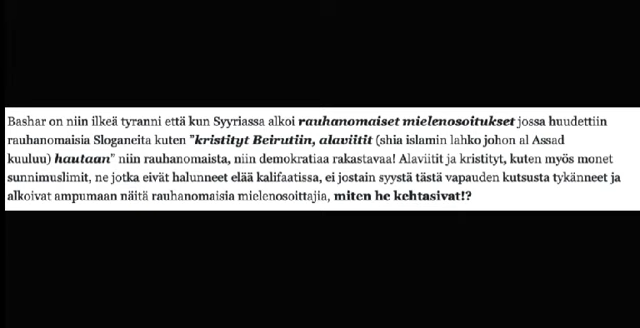 Bashar on niin ilkeä tyranni että kun Syyriassa alkoi rauhanomaiset mielenosoitukset jossa huudettiin
rauhanomaisia Sloganeita kuten "kristityt Beirutiin, alaviitit (shia islamin lahko johon al Assad
kuuluu) hautaan" niin rauhanomaista, niin demokratiaa rakastavaa! Alaviitit ja kristityt, kuten myös monet
sunnimuslimit, ne jotka eivät halunneet elää kalifaatissa, ei jostain syystä tästä vapauden kutsusta tykänneet ja
alkoivat ampumaan näitä rauhanomaisia mielenosoittajia, miten he kehtasivat!?